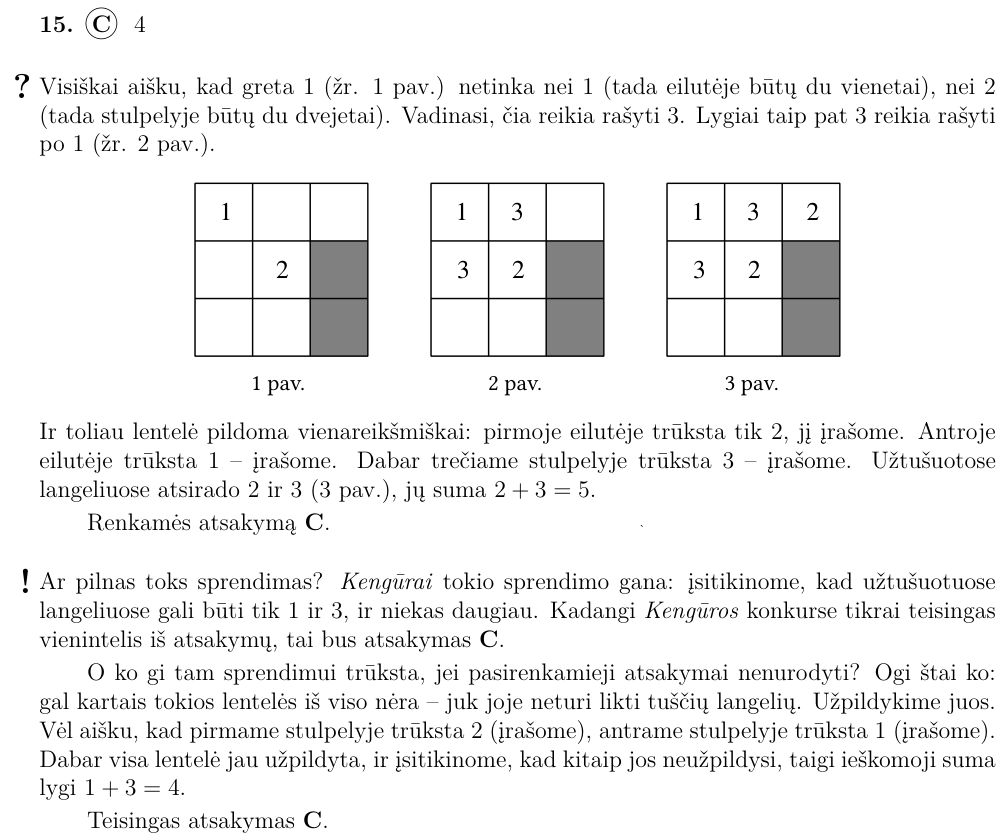 15. C 4
? Visiškai aišku, kad greta 1 (žr. 1 pav.) netinka nei 1 (tada eilutėje būtų du vienetai), nei 2
(tada stulpelyje būtų du dvejetai). Vadinasi, čia reikia rašyti 3. Lygiai taip pat 3 reikia rašyti
po 1 (žr. 2 pav.).
1 1 3 1 3 2
2 3 2 3 2
1 pav. 2 pav. 3 pav.
Ir toliau lentelė pildoma vienareikšmiškai: pirmoje eilutėje trūksta tik 2, jį įrašome. Antroje
eilutėje trūksta 1 – įrašome. Dabar trečiame stulpelyje trūksta 3 – įrašome. Užtušuotose
langeliuose atsirado 2 ir 3 (3 pav.), jų suma 2 + 3 = 5.
Renkamės atsakymą C.
! Ar pilnas toks sprendimas? Kengūrai tokio sprendimo gana: įsitikinome, kad užtušuotuose
langeliuose gali būti tik 1 ir 3, ir niekas daugiau. Kadangi Kengūros konkurse tikrai teisingas
vienintelis iš atsakymų, tai bus atsakymas C.
O ko gi tam sprendimui trūksta, jei pasirenkamieji atsakymai nenurodyti? Ogi štai ko:
gal kartais tokios lentelės iš viso nėra – juk joje neturi likti tuščių langelių. Užpildykime juos.
Vėl aišku, kad pirmame stulpelyje trūksta 2 (įrašome), antrame stulpelyje trūksta 1 (įrašome).
Dabar visa lentelė jau užpildyta, ir įsitikinome, kad kitaip jos neužpildysi, taigi ieškomoji suma
lygi 1 + 3 = 4.
Teisingas atsakymas C.